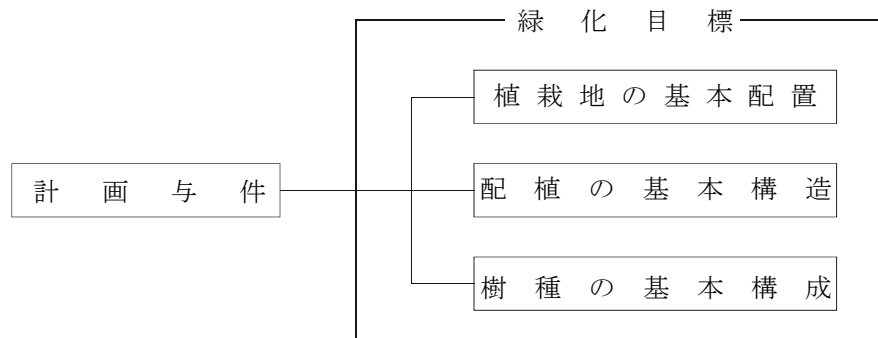 緑化目標
植栽地の基本配置
計画与件
配植の基本構造
樹種の基本構成